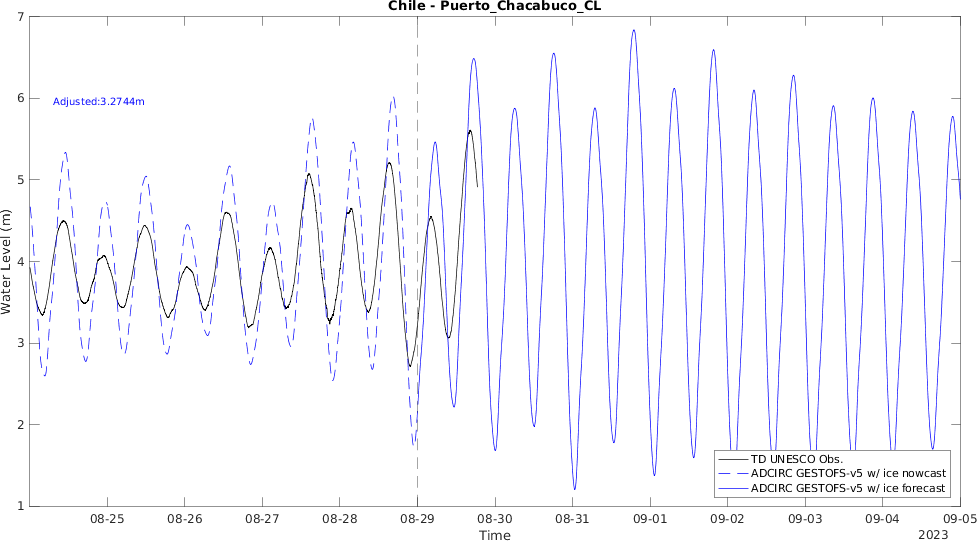 Chile - Puerto_Chacabuco_CL
7
6
5
4
3
2
1
Water Level (m)
Adjusted:3.2744m
TD UNESCO Obs.
ADCIRC GESTOFS-v5 w/ ice nowcast
ADCIRC GESTOFS-v5 w/ ice forecast
08-25 08-26 08-27 08-28 08-29 08-30 08-31 09-01 09-02 09-03 09-04 09-05
Time
2023